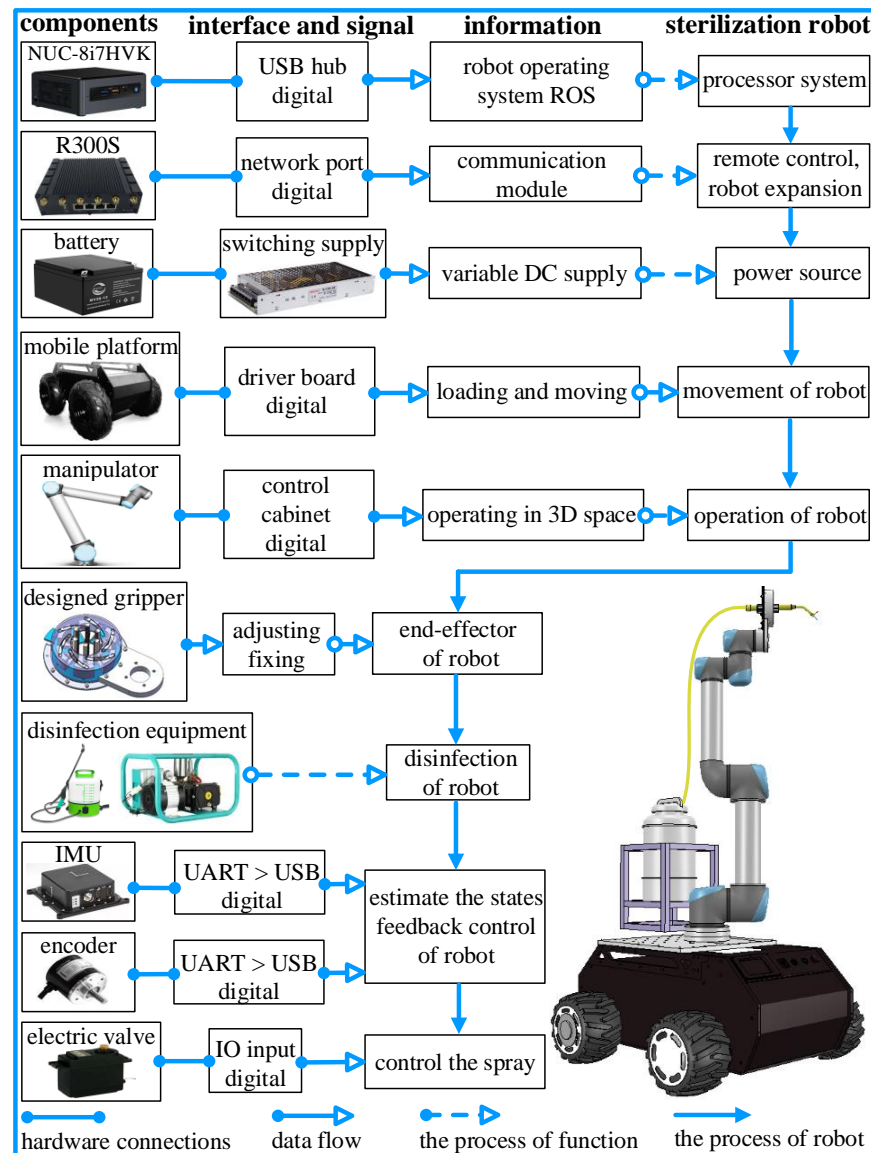 components
interface and signal
information
sterilization robot
NUC-8i7HVK
USB hub
digital
robot operating
system ROS
processor system
R300S
network port
digital
communication
module
remote control,
robot expansion
battery
switching supply
variable DC supply
power source
mobile platform
driver board
digital
loading and moving
movement of robot
manipulator
control
cabinet
digital
operating in 3D space
operation of robot
designed gripper
adjusting
fixing
end-effector
of robot
disinfection equipment
disinfection
of robot
IMU
UART > USB
digital
estimate the states
feedback control
of robot
encoder
UART > USB
digital
electric valve
IO input
digital
control the spray
hardware connections
data flow
the process of function
the process of robot